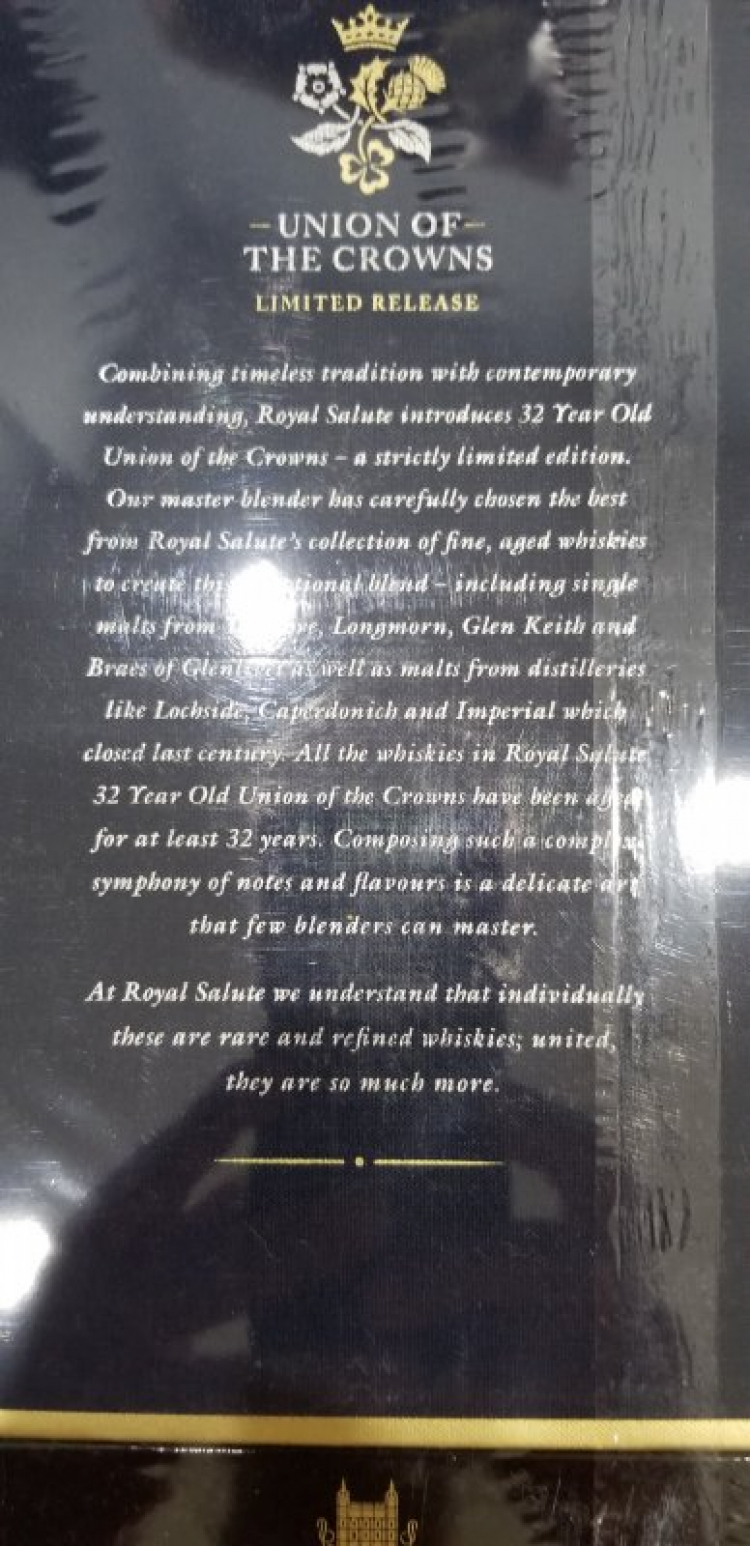 UNION OF
THE CROWNS
LIMITED RELEASE
Combining timeless tradition with contemporary
understanding, Royal Salute introduces 32 Year Old
Union of the Crowns – a strictly limited edition.
Our master blender has carefully chosen the best
from Royal Salute's collection of fine, aged whiskies
to create this blend – including single
malts from Longmorn, Glen Keith and
Braes of Glenlivet as well as malts from distilleries
like Lochside, Caperdonich and Imperial which
closed last century. All the whiskies in Royal Salute
32 Year Old Union of the Crowns have been aged
for at least 32 years. Composing such a complex
symphony of notes and flavours is a delicate art
that few blenders can master.
At Royal Salute we understand that individually
these are rare and refined whiskies; united,
they are so much more.